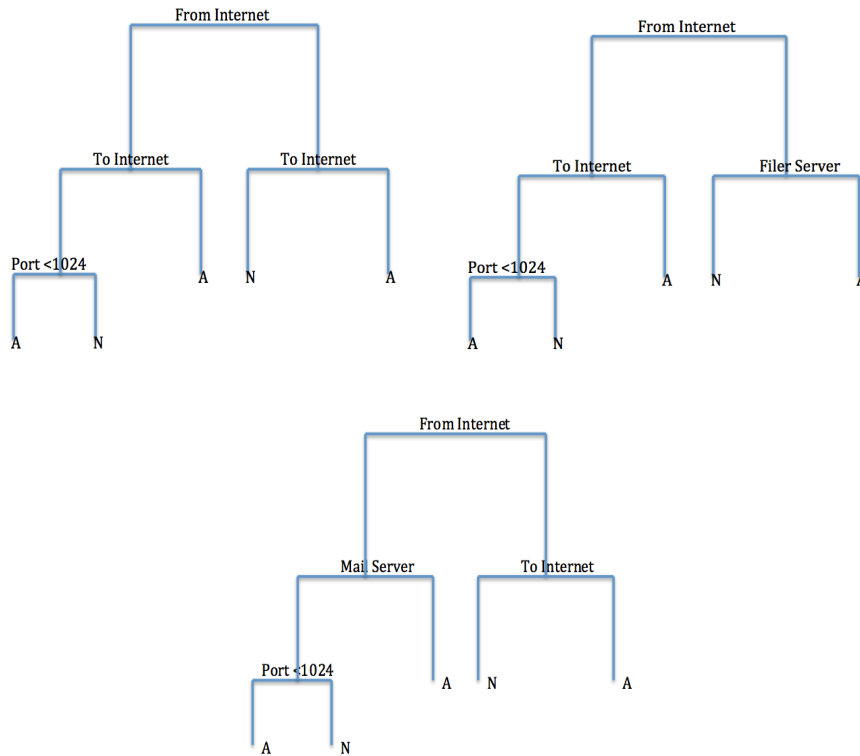 From Internet
To Internet
To Internet
Port <1024
A
N
A
A
N
From Internet
To Internet
Filer Server
Port <1024
A
N
A
A
N
From Internet
Mail Server
To Internet
Port <1024
A
N
A
A
N